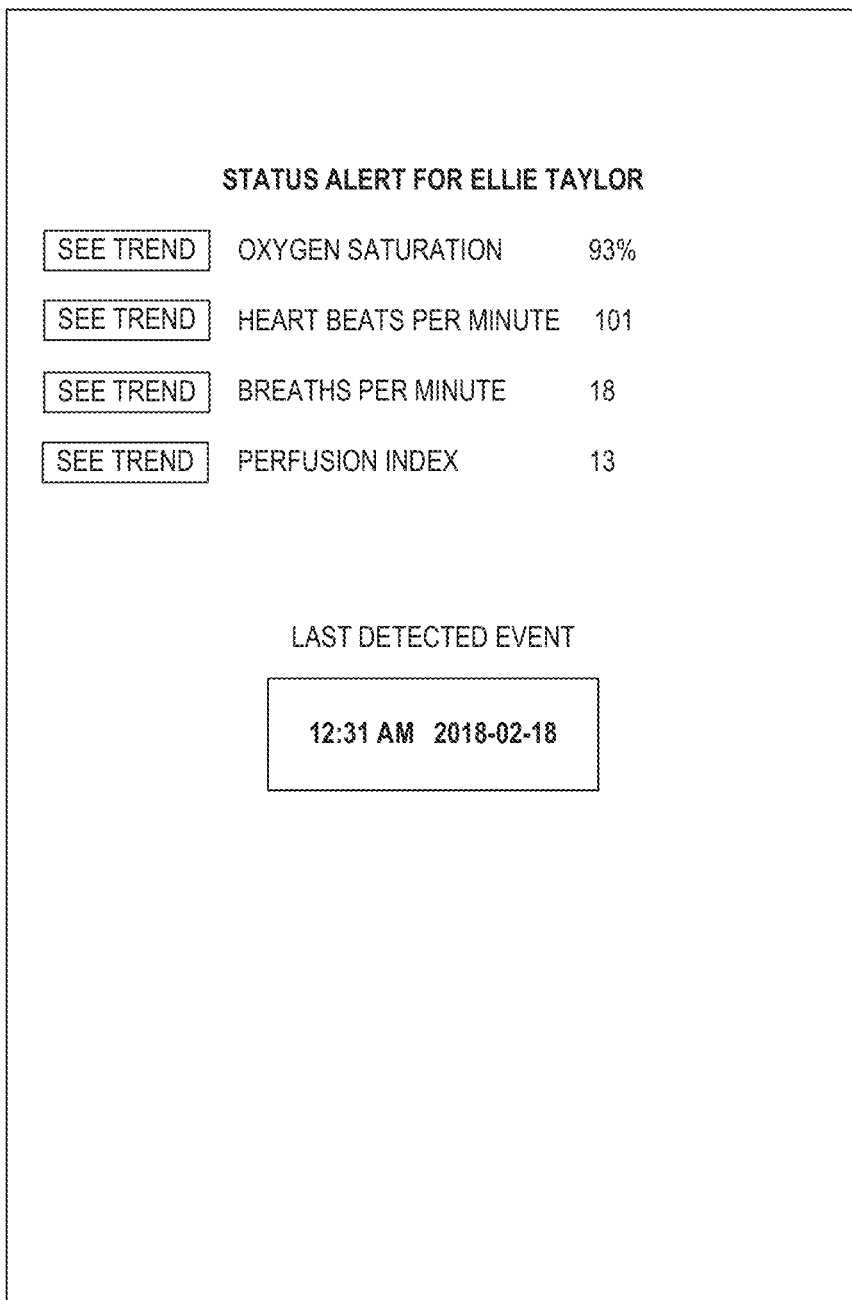 STATUS ALERT FOR ELLIE TAYLOR
SEE TREND OXYGEN SATURATION 93%
SEE TREND HEART BEATS PER MINUTE 101
SEE TREND BREATHS PER MINUTE 18
SEE TREND PERFUSION INDEX 13
LAST DETECTED EVENT
12:31 AM 2018-02-18